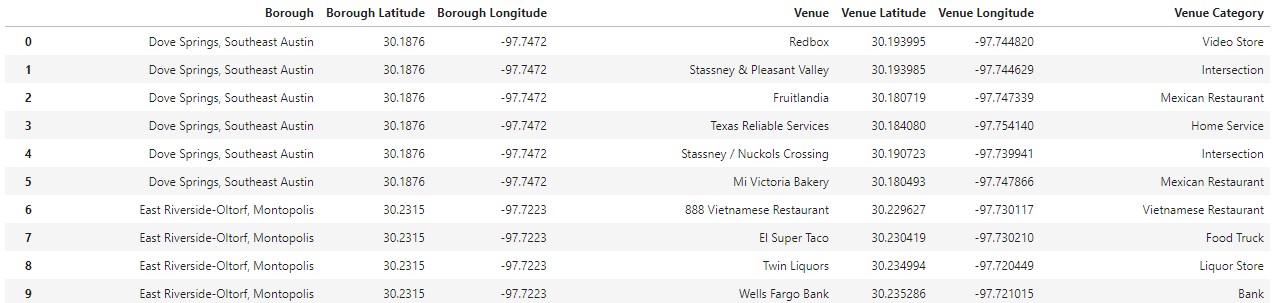 Borough Borough Latitude Borough Longitude Venue Venue Latitude Venue Longitude Venue Category
0 Dove Springs, Southeast Austin 30.1876 -97.7472 Redbox 30.193995 -97.744820 Video Store
1 Dove Springs, Southeast Austin 30.1876 -97.7472 Stassney & Pleasant Valley 30.193985 -97.744629 Intersection
2 Dove Springs, Southeast Austin 30.1876 -97.7472 Fruitlandia 30.180719 -97.747339 Mexican Restaurant
3 Dove Springs, Southeast Austin 30.1876 -97.7472 Texas Reliable Services 30.184080 -97.754140 Home Service
4 Dove Springs, Southeast Austin 30.1876 -97.7472 Stassney / Nuckols Crossing 30.190723 -97.739941 Intersection
5 Dove Springs, Southeast Austin 30.1876 -97.7472 Mi Victoria Bakery 30.180493 -97.747866 Mexican Restaurant
6 East Riverside-Oltorf, Montopolis 30.2315 -97.7223 888 Vietnamese Restaurant 30.229627 -97.730117 Vietnamese Restaurant
7 East Riverside-Oltorf, Montopolis 30.2315 -97.7223 El Super Taco 30.230419 -97.730210 Food Truck
8 East Riverside-Oltorf, Montopolis 30.2315 -97.7223 Twin Liquors 30.234994 -97.720449 Liquor Store
9 East Riverside-Oltorf, Montopolis 30.2315 -97.7223 Wells Fargo Bank 30.235286 -97.721015 Bank